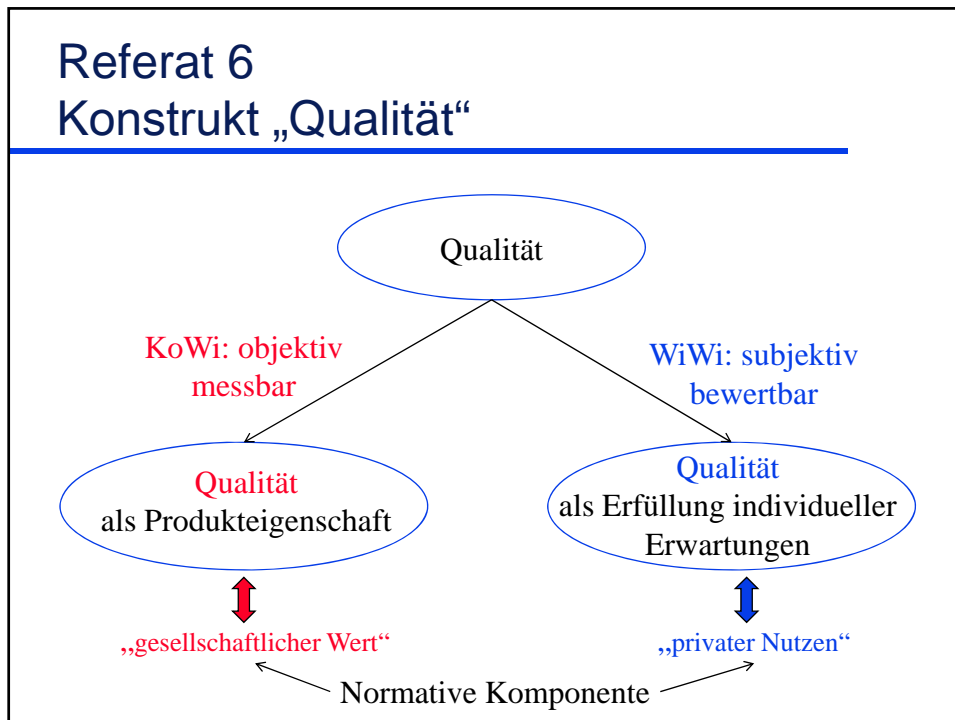 Referat 6
Konstrukt „Qualität“
Qualität
KoWi: objektiv
messbar
WiWi: subjektiv
bewertbar
Qualität
als Produkteigenschaft
Qualität
als Erfüllung individueller
Erwartungen
„gesellschaftlicher Wert“
„privater Nutzen“
Normative Komponente